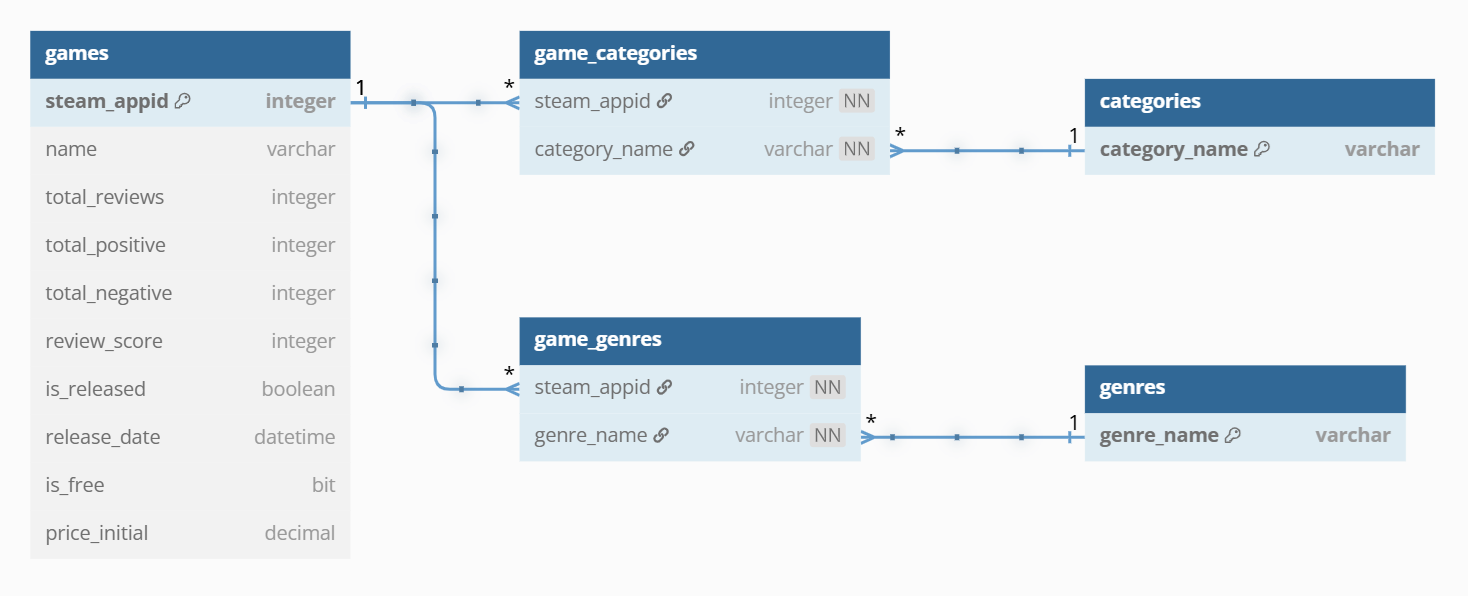 games
steam_appid integer
name varchar
total_reviews integer
total_positive integer
total_negative integer
review_score integer
is_released boolean
release_date datetime
is_free bit
price_initial decimal
1
*
*
game_categories
steam_appid integer NN
category_name varchar NN
*
1
categories
category_name varchar
game_genres
steam_appid integer NN
genre_name varchar NN
*
1
genres
genre_name varchar